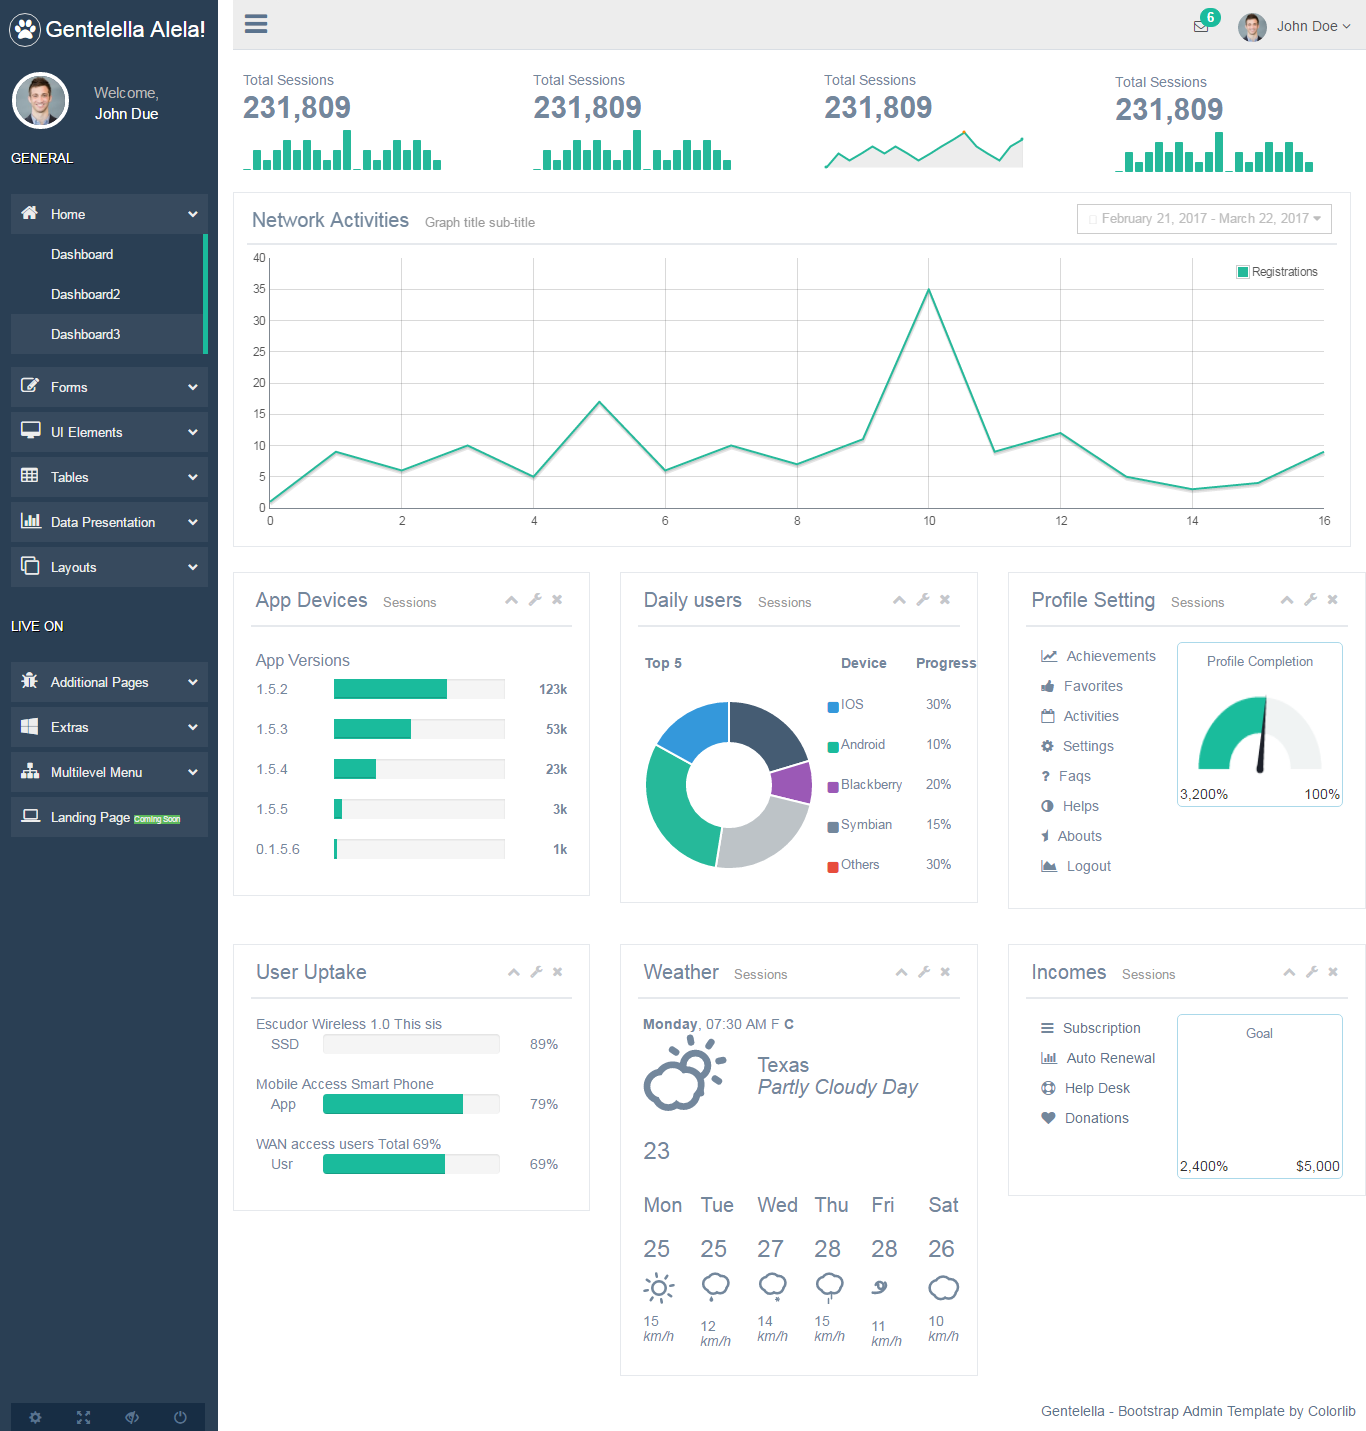 Gentelella Alela!
Welcome,
John Due
GENERAL
Home
Dashboard
Dashboard2
Dashboard3
Forms
UI Elements
Tables
Data Presentation
Layouts
LIVE ON
Additional Pages
Extras
Multilevel Menu
Landing Page Coming Soon
6
John Doe
Total Sessions
231,809
Total Sessions
231,809
Total Sessions
231,809
Total Sessions
231,809
Network Activities Graph title sub-title
February 21, 2017 - March 22, 2017
Registrations
40
35
30
25
20
15
10
5
0
0 2 4 6 8 10 12 14 16
App Devices Sessions
App Versions
1.5.2 123k
1.5.3 53k
1.5.4 23k
1.5.5 3k
0.1.5.6 1k
Daily users Sessions
Top 5 Device Progress
IOS 30%
Android 10%
Blackberry 20%
Symbian 15%
Others 30%
Profile Setting Sessions
Achievements
Favorites
Activities
Settings
Faqs
Helps
Abouts
Logout
Profile Completion
3,200% 100%
User Uptake
Escudor Wireless 1.0 This sis
SSD 89%
Mobile Access Smart Phone
App 79%
WAN access users Total 69%
Usr 69%
Weather Sessions
Monday, 07:30 AM F C
Texas
Partly Cloudy Day
23
Mon Tue Wed Thu Fri Sat
25 25 27 28 28 26
15 12 14 15 11 10
km/h km/h km/h km/h km/h km/h
Incomes Sessions
Subscription
Auto Renewal
Help Desk
Donations
Goal
2,400% $5,000
Gentelella - Bootstrap Admin Template by Colorlib